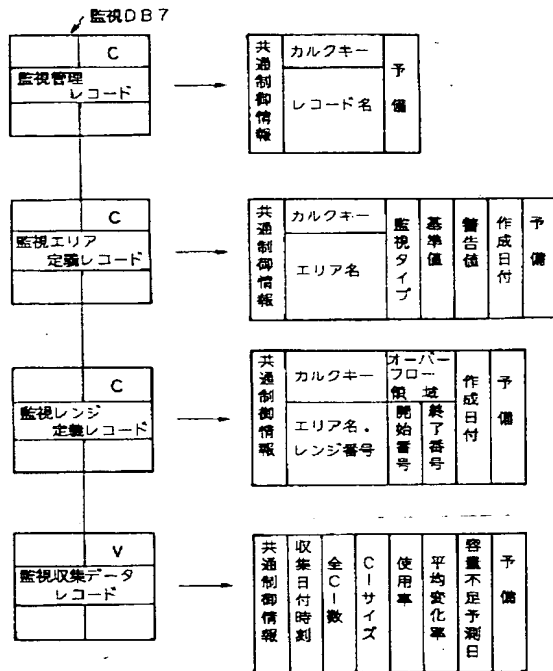 監視DB7
C
監視管理
レコード
共通制御情報
カルクキー
レコード名
予備
C
監視エリア
定義レコード
共通制御情報
カルクキー
エリア名
監視タイプ
基準値
警告値
作成日付
予備
C
監視レンジ
定義レコード
共通制御情報
カルクキー
エリア名・
レンジ番号
オーバー
フロー
領域
開始番号
終了番号
作成日付
予備
V
監視収集データ
レコード
共通制御情報
収集日付時刻
全CI数
CIサイズ
使用率
平均変化率
容量不足予測日
予備